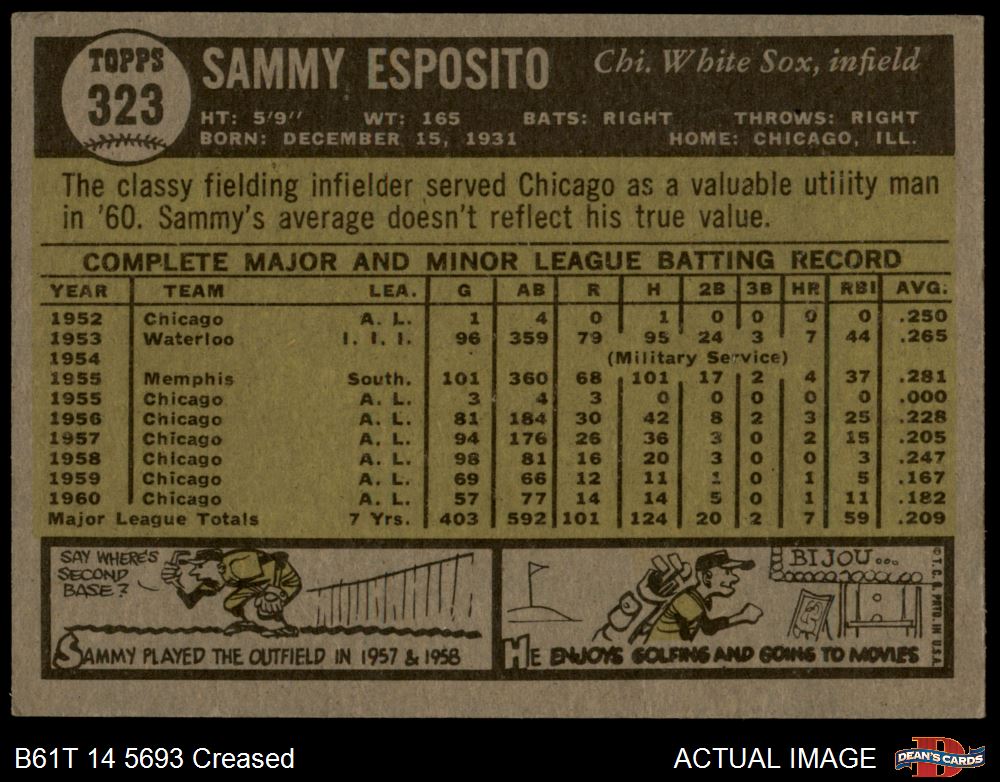 TOPPS
323
SAMMY ESPOSITO
Chi. White Sox, infield
HT: 5'9" WT: 165 BATS: RIGHT THROWS: RIGHT
BORN: DECEMBER 15, 1931 HOME: CHICAGO, ILL.
The classy fielding infielder served Chicago as a valuable utility man
in '60. Sammy's average doesn't reflect his true value.
COMPLETE MAJOR AND MINOR LEAGUE BATTING RECORD
YEAR TEAM LEA. G AB R H 2B 3B HR RBI AVG.
1952 Chicago A. L. 1 4 0 1 0 0 0 0 .250
1953 Waterloo I. I. I. 96 359 79 95 24 3 7 44 .265
1954 (Military Service)
1955 Memphis South. 101 360 68 101 17 2 4 37 .281
1955 Chicago A. L. 3 4 3 0 0 0 0 0 .000
1956 Chicago A. L. 81 184 30 42 8 2 3 25 .228
1957 Chicago A. L. 94 176 26 36 3 0 2 15 .205
1958 Chicago A. L. 98 81 16 20 3 0 0 3 .247
1959 Chicago A. L. 69 66 12 11 1 0 1 5 .167
1960 Chicago A. L. 57 77 14 14 5 0 1 11 .182
Major League Totals 7 Yrs. 403 592 101 124 20 2 7 59 .209
SAY WHERE'S
SECOND
BASE?
SAMMY PLAYED THE OUTFIELD IN 1957 & 1958
BIJOU...
HE ENJOYS GOLFING AND GOING TO MOVIES
© T. C. G. PRTD. IN U.S.A.
B61T 14 5693 Creased
ACTUAL IMAGE
D
DEAN'S CARDS